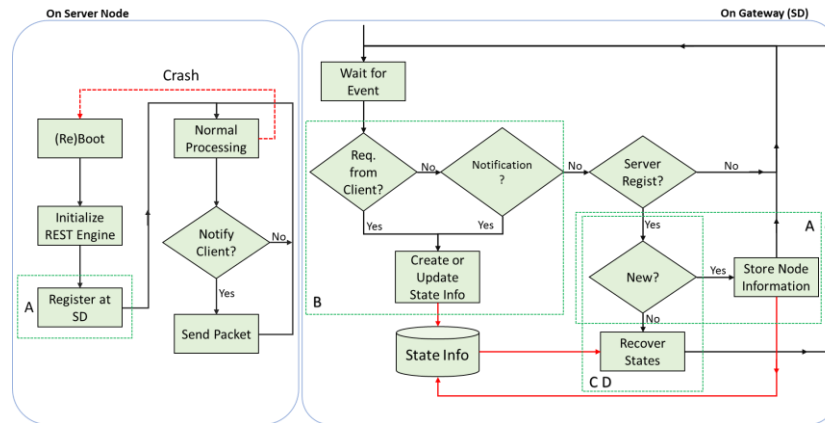 On Server Node
On Gateway (SD)
Crash
(Re)Boot
Normal
Processing
Initialize
REST Engine
Notify
Client?
No
Yes
A
Register at
SD
Send Packet
Wait for
Event
Req.
from
Client?
No
Notification
?
No
Server
Regist?
No
Yes
Yes
Yes
A
Create or
Update
State Info
B
New?
Yes
Store Node
Information
No
State Info
Recover
States
C D